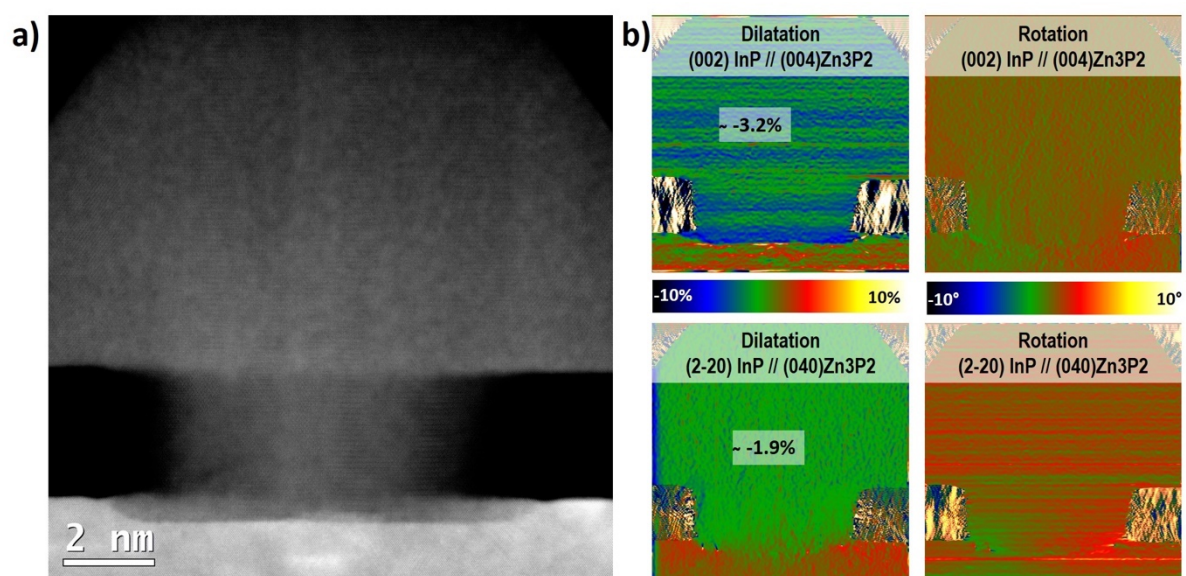 a)
2 nm
b)
Dilatation
(002) InP // (004)Zn3P2
~ -3.2%
Rotation
(002) InP // (004)Zn3P2
-10%
10%
-10°
10°
Dilatation
(2-20) InP // (040)Zn3P2
~ -1.9%
Rotation
(2-20) InP // (040)Zn3P2